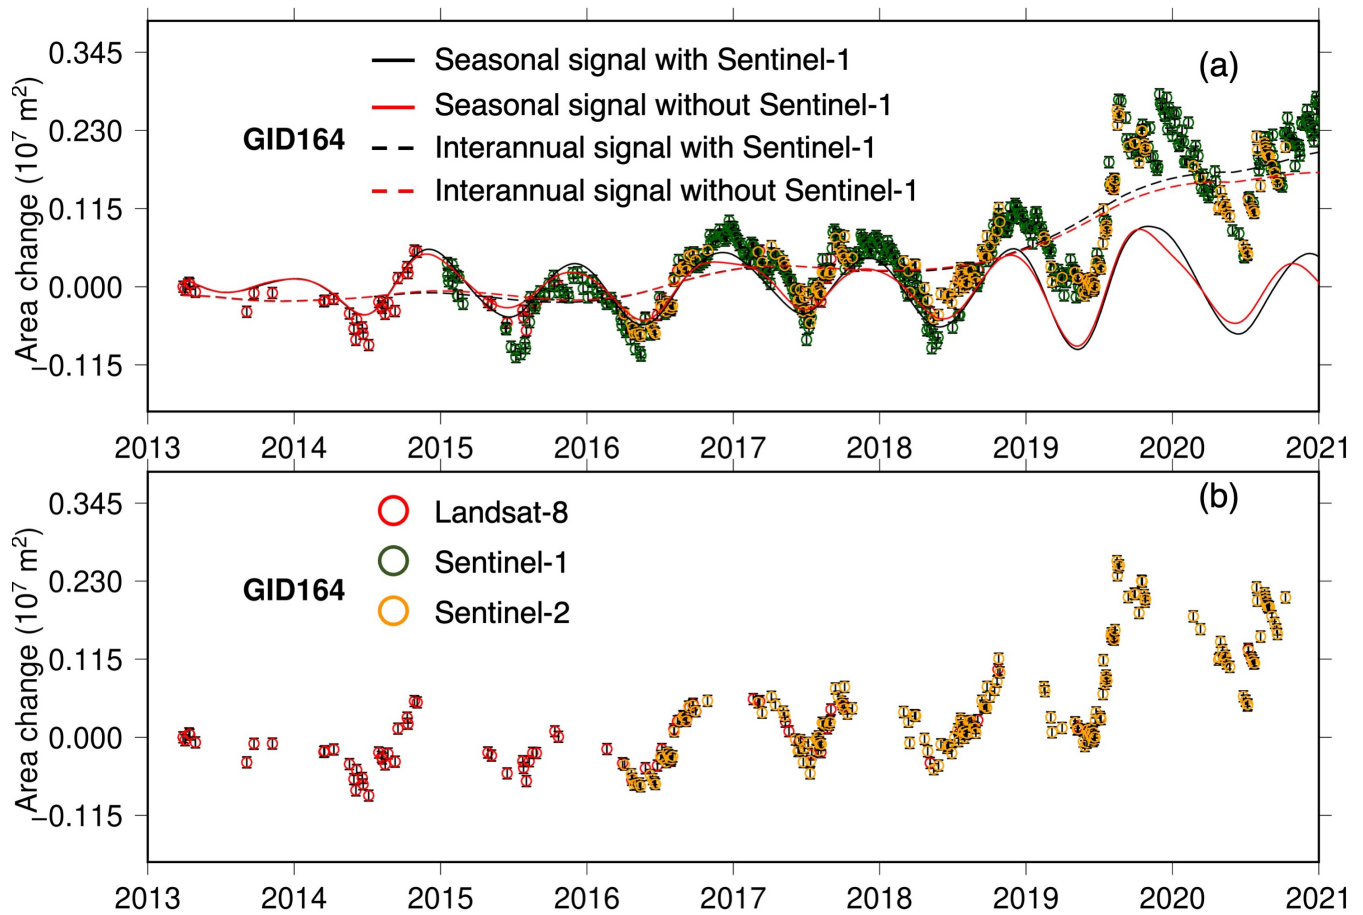 0.345
0.230
0.115
0.000
−0.115
Area change (10⁷ m²)
Seasonal signal with Sentinel-1
Seasonal signal without Sentinel-1
Interannual signal with Sentinel-1
Interannual signal without Sentinel-1
GID164
(a)
2013 2014 2015 2016 2017 2018 2019 2020 2021
0.345
0.230
0.115
0.000
−0.115
Area change (10⁷ m²)
Landsat-8
Sentinel-1
Sentinel-2
GID164
(b)
2013 2014 2015 2016 2017 2018 2019 2020 2021